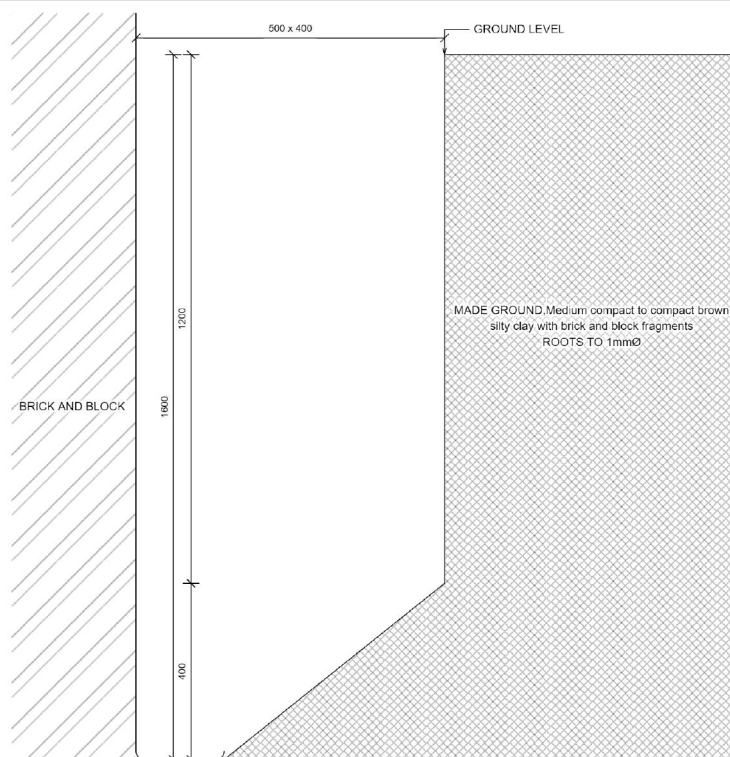 500 x 400
GROUND LEVEL
1200
MADE GROUND,Medium compact to compact brown
silty clay with brick and block fragments
ROOTS TO 1mmØ
BRICK AND BLOCK
1600
400